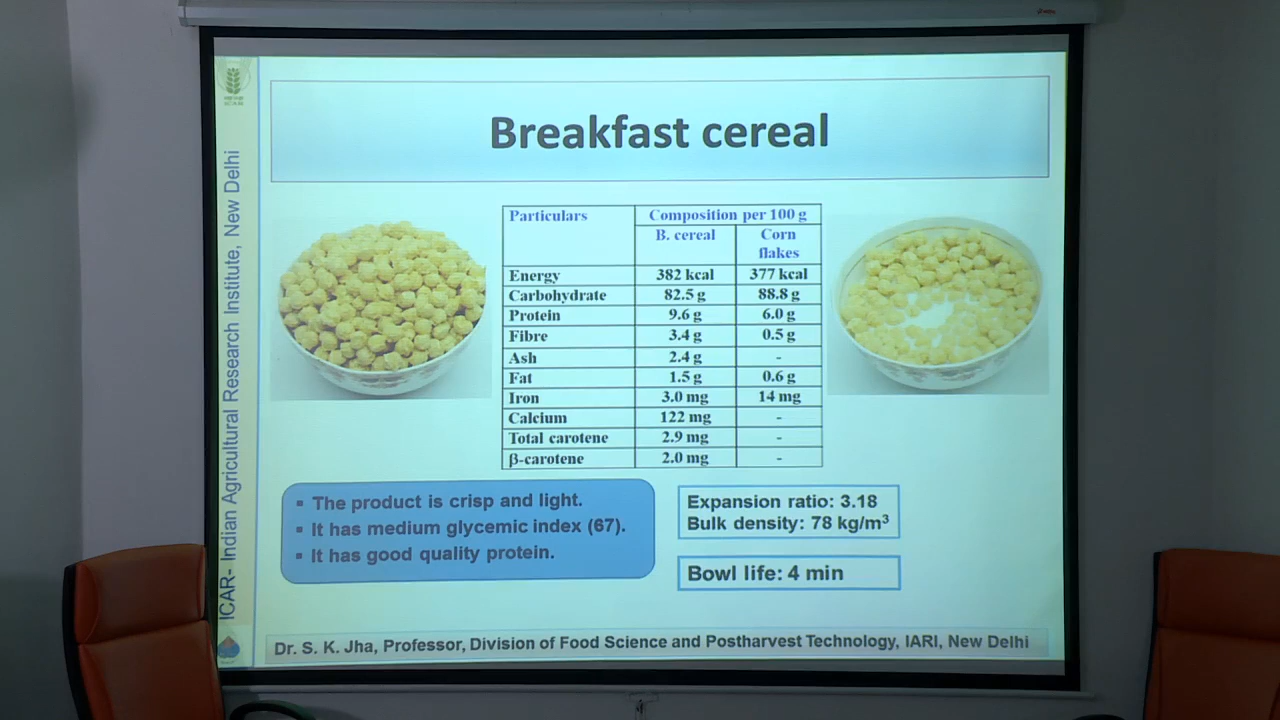 ICAR
ICAR- Indian Agricultural Research Institute, New Delhi
Breakfast cereal
Particulars Composition per 100 g
B. cereal Corn flakes
Energy 382 kcal 377 kcal
Carbohydrate 82.5 g 88.8 g
Protein 9.6 g 6.0 g
Fibre 3.4 g 0.5 g
Ash 2.4 g -
Fat 1.5 g 0.6 g
Iron 3.0 mg 14 mg
Calcium 122 mg -
Total carotene 2.9 mg -
β-carotene 2.0 mg -
▪ The product is crisp and light.
▪ It has medium glycemic index (67).
▪ It has good quality protein.
Expansion ratio: 3.18
Bulk density: 78 kg/m³
Bowl life: 4 min
Dr. S. K. Jha, Professor, Division of Food Science and Postharvest Technology, IARI, New Delhi